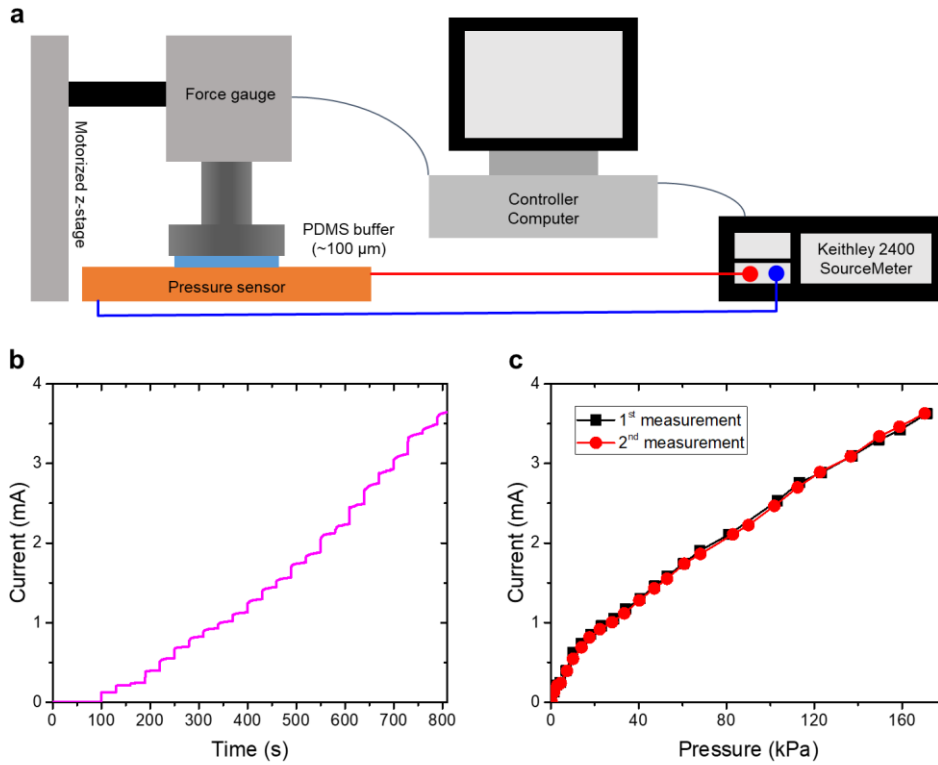 a
Force gauge
Motorized z-stage
PDMS buffer
(~100 µm)
Pressure sensor
Controller
Computer
Keithley 2400
SourceMeter
b
Current (mA)
4
3
2
1
0
0 100 200 300 400 500 600 700 800
Time (s)
c
Current (mA)
4
3
2
1
0
1st measurement
2nd measurement
0 40 80 120 160
Pressure (kPa)